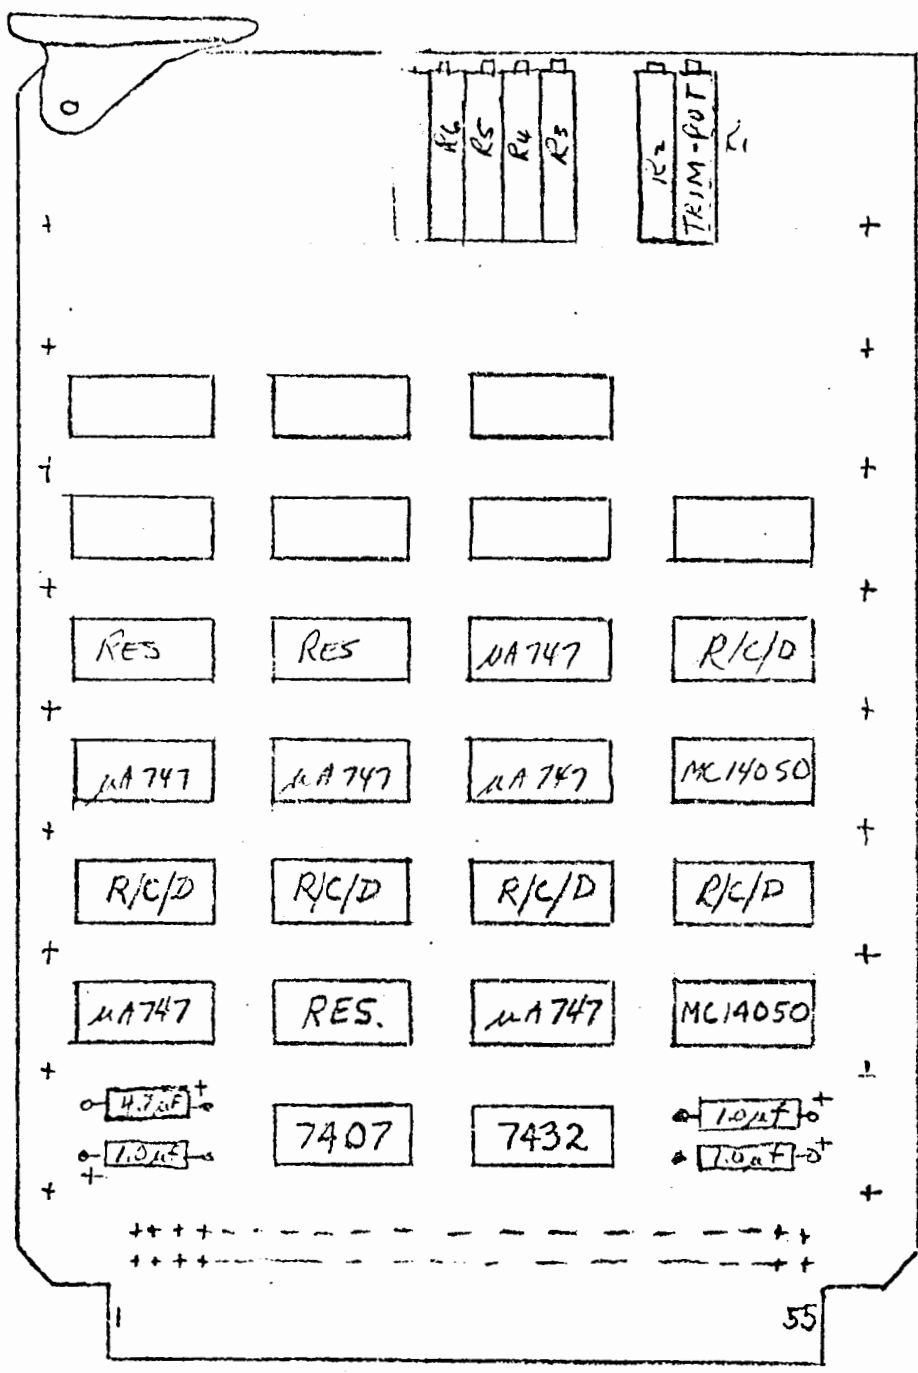 R6 R5 R4 R3 R2 TRIM-POT R1
RES RES µA747 R/C/D
µA747 µA747 µA747 MC14050
R/C/D R/C/D R/C/D R/C/D
µA747 RES. µA747 MC14050
4.7µF + 7407 7432 1.0µf +
1.0µf + 1.0µf +
1 55